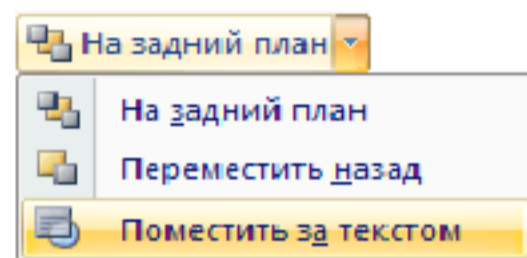 На задний план
На задний план
Переместить назад
Поместить за текстом